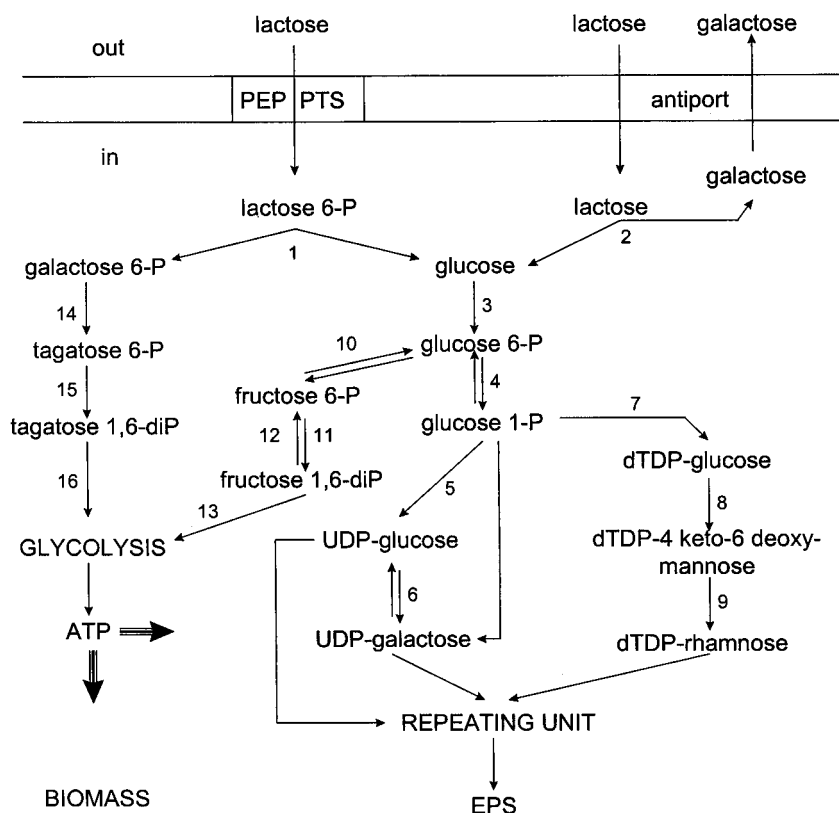 lactose
lactose
galactose
out
PEP
PTS
antiport
in
galactose
lactose 6-P
lactose
2
1
galactose 6-P
glucose
14
3
10
tagatose 6-P
glucose 6-P
15
fructose 6-P
4
7
tagatose 1,6-diP
12
11
glucose 1-P
dTDP-glucose
16
fructose 1,6-diP
5
8
13
GLYCOLYSIS
UDP-glucose
dTDP-4 keto-6 deoxy-
mannose
6
9
ATP
UDP-galactose
dTDP-rhamnose
REPEATING UNIT
BIOMASS
EPS